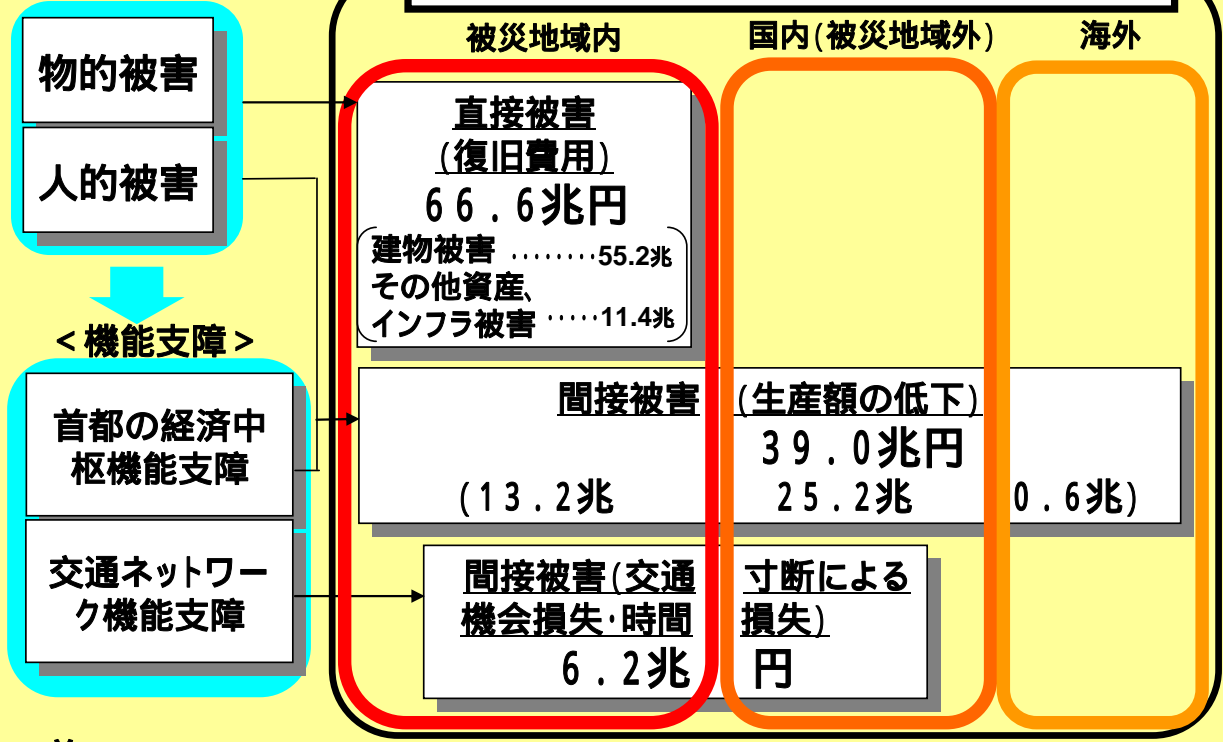 被災地域内
国内(被災地域外)
海外
物的被害
人的被害
<機能支障>
首都の経済中
枢機能支障
交通ネットワー
ク機能支障
直接被害
(復旧費用)
66.6兆円
建物被害 ········55.2兆
その他資産、
インフラ被害 ·····11.4兆
間接被害 (生産額の低下)
39.0兆円
(13.2兆 25.2兆 0.6兆)
間接被害(交通寸断による
機会損失・時間損失)
6.2兆円